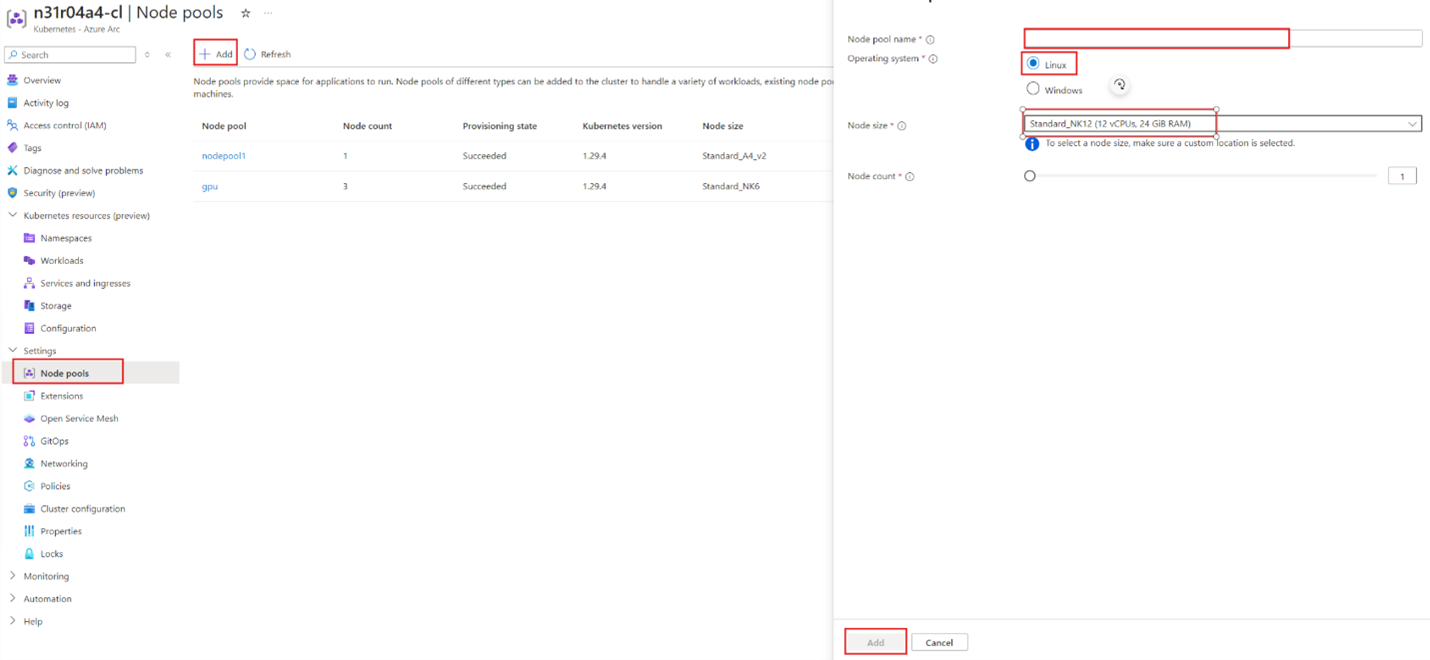 n31r04a4-cl | Node pools
Kubernetes - Azure Arc
Search
Overview
Activity log
Access control (IAM)
Tags
Diagnose and solve problems
Security (preview)
Kubernetes resources (preview)
Namespaces
Workloads
Services and ingresses
Storage
Configuration
Settings
Node pools
Extensions
Open Service Mesh
GitOps
Networking
Policies
Cluster configuration
Properties
Locks
Monitoring
Automation
Help
Add Refresh
Node pools provide space for applications to run. Node pools of different types can be added to the cluster to handle a variety of workloads, existing node
machines.
Node pool Node count Provisioning state Kubernetes version Node size
nodepool1 1 Succeeded 1.29.4 Standard_A4_v2
gpu 3 Succeeded 1.29.4 Standard_NK6
Node pool name *
Operating system *
Linux
Windows
Node size * Standard_NK12 (12 vCPUs, 24 GiB RAM)
To select a node size, make sure a custom location is selected.
Node count * 1
Add Cancel